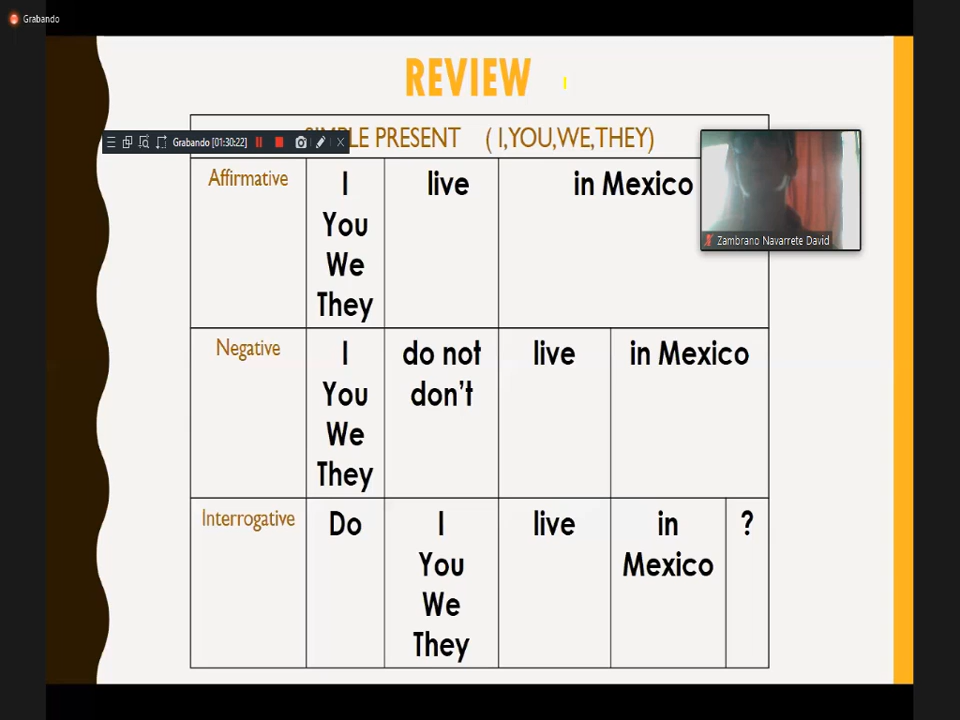 Grabando
REVIEW
Grabando [01:30:22]
PRESENT ( I,YOU,WE,THEY)
Affirmative I live in Mexico
You
We
They
Zambrano Navarrete David
Negative I do not live in Mexico
You don't
We
They
Interrogative Do I live in ?
You Mexico
We
They